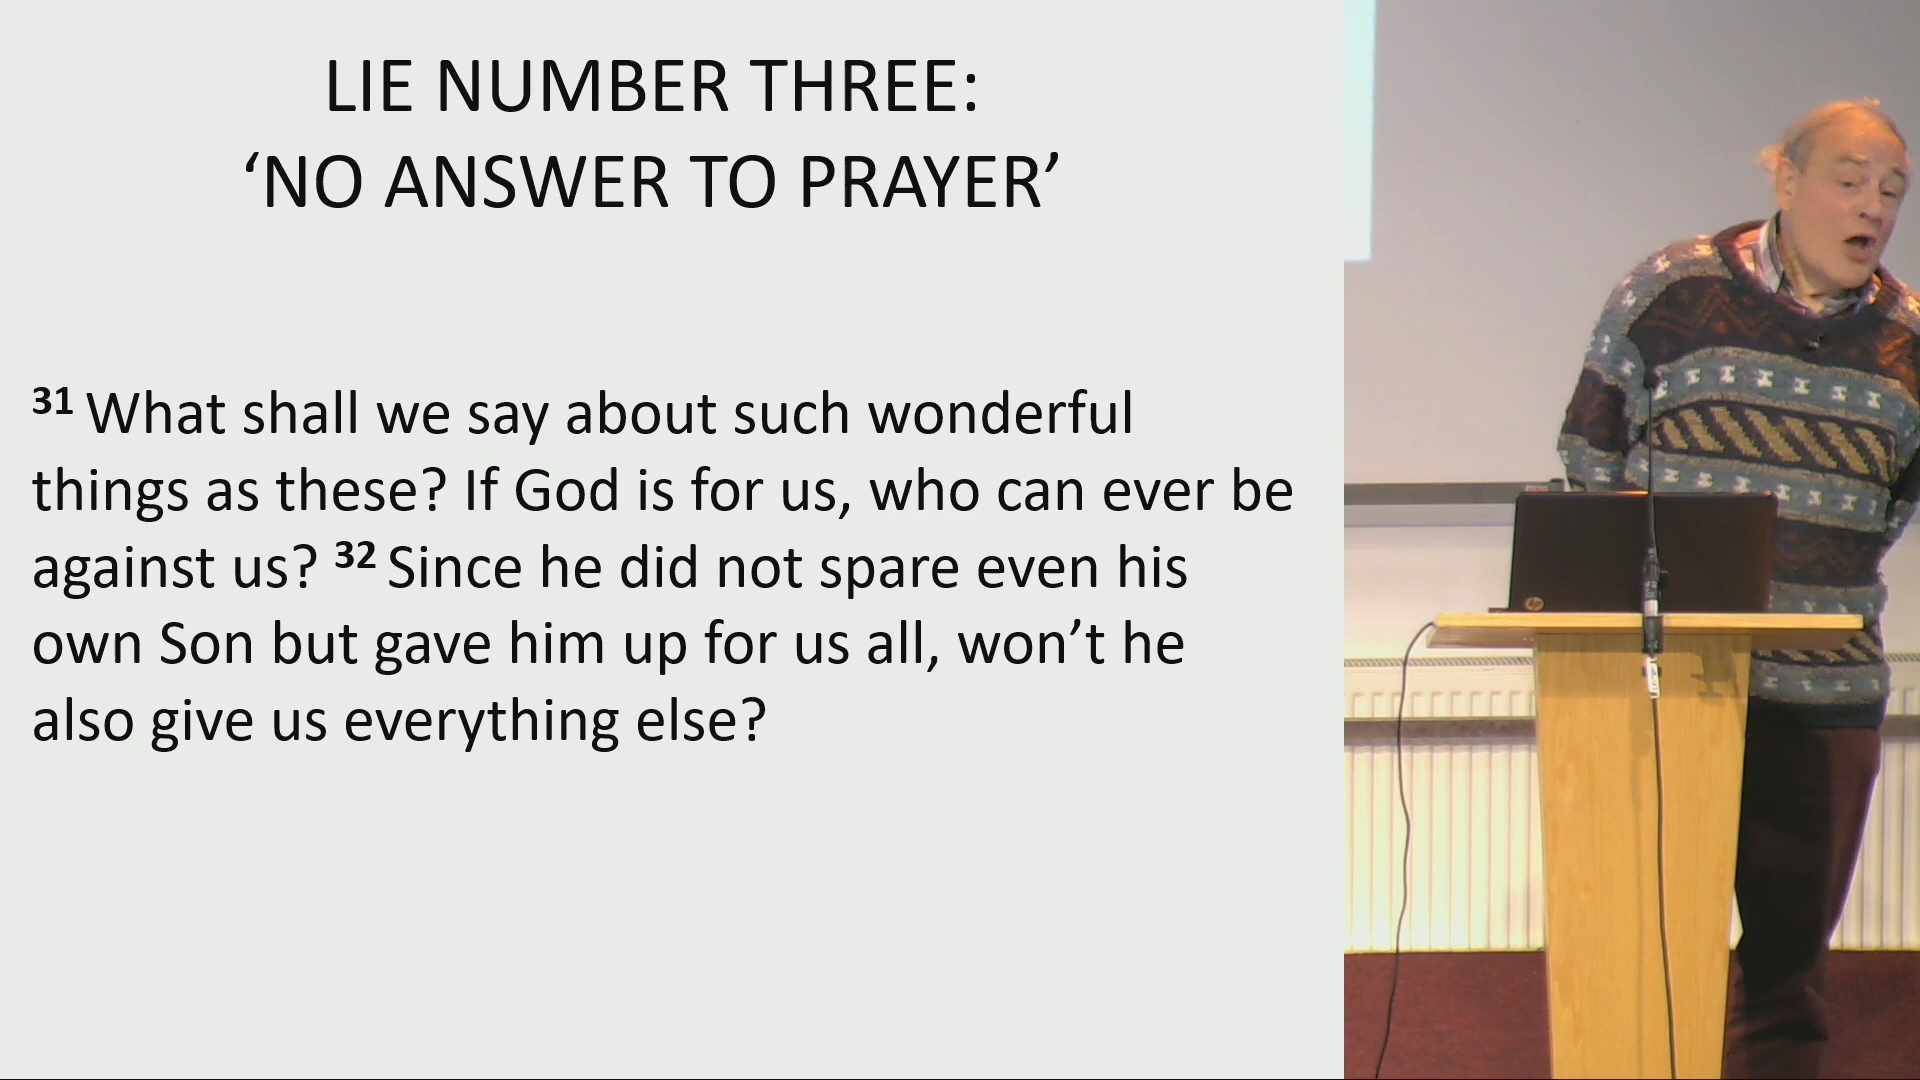 LIE NUMBER THREE:
‘NO ANSWER TO PRAYER’
31 What shall we say about such wonderful
things as these? If God is for us, who can ever be
against us? 32 Since he did not spare even his
own Son but gave him up for us all, won’t he
also give us everything else?
hp